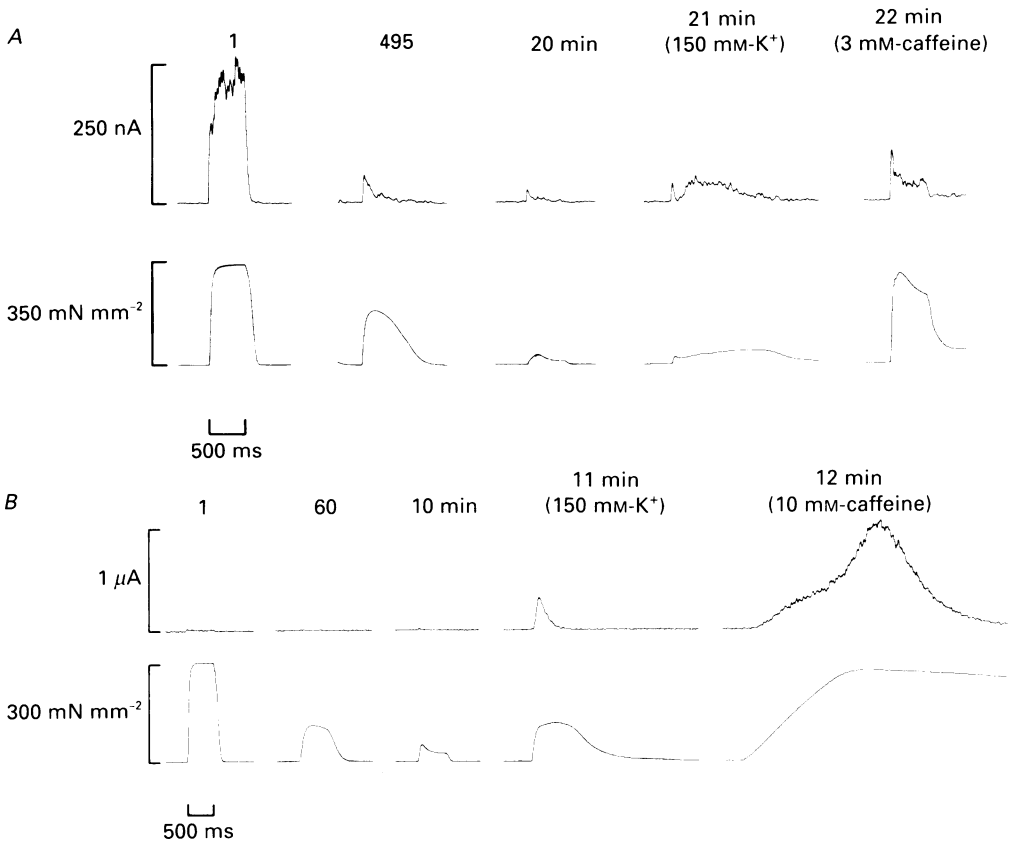 A
1
495
20 min
21 min
(150 mM-K⁺)
22 min
(3 mM-caffeine)
250 nA
350 mN mm⁻²
500 ms
B
1
60
10 min
11 min
(150 mM-K⁺)
12 min
(10 mM-caffeine)
1 μA
300 mN mm⁻²
500 ms